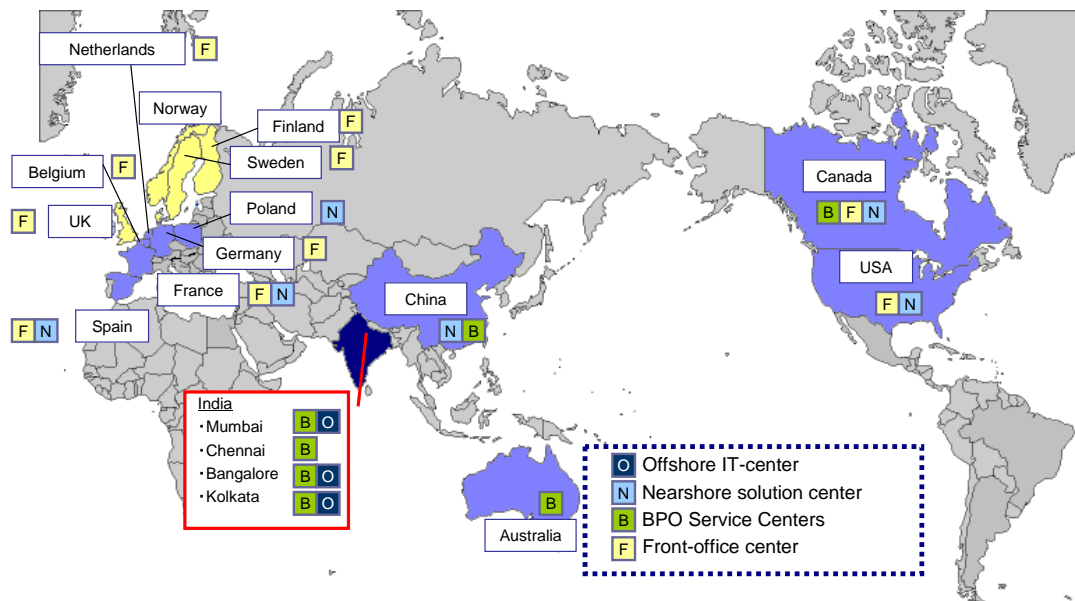 Netherlands F
Norway
Finland F
Sweden F
Belgium F
F UK
Poland N
Germany F
France F N
F N Spain
China
N B
Canada
B F N
USA
F N
India
・Mumbai B O
・Chennai B
・Bangalore B O
・Kolkata B O
B
Australia
O Offshore IT-center
N Nearshore solution center
B BPO Service Centers
F Front-office center